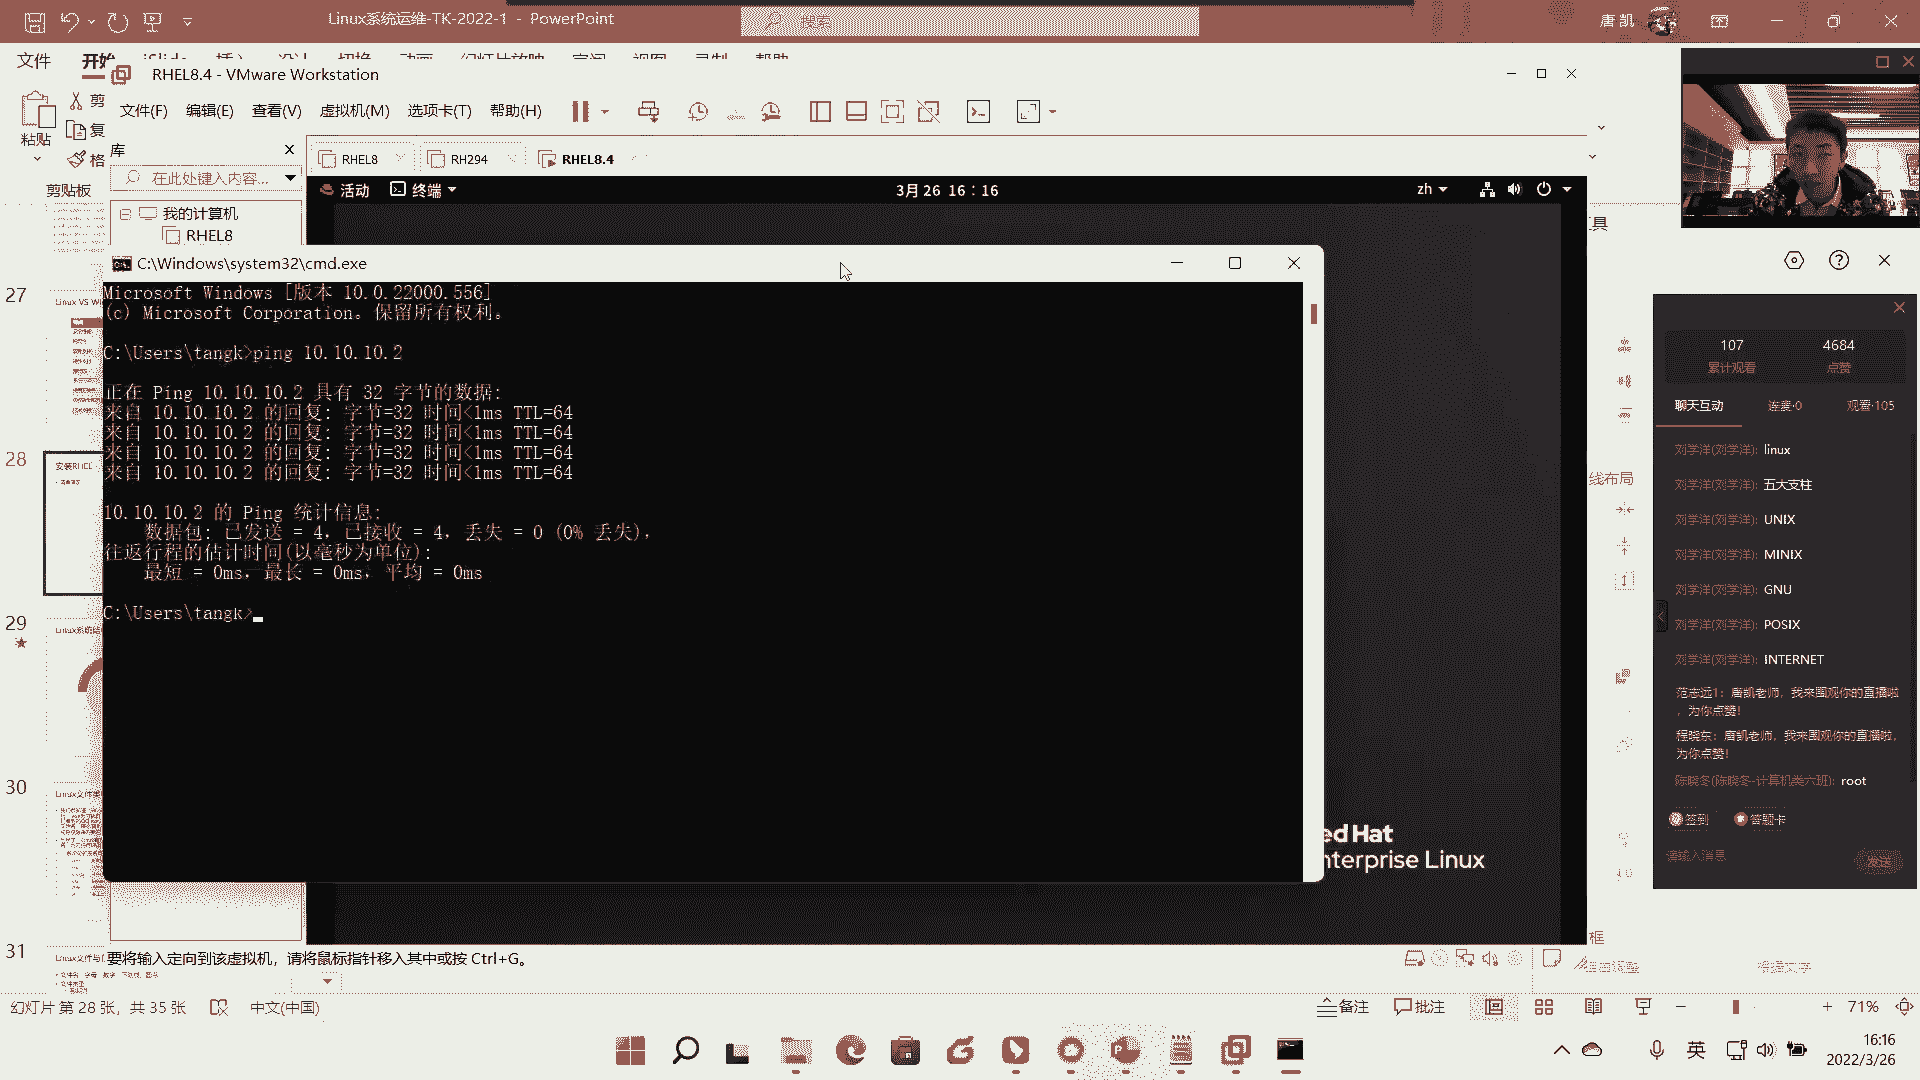 Linux系统运维-TK-2022-1 - PowerPoint
搜索
唐 凯
文件
开始
RHEL8.4 - VMware Workstation
文件(F) 编辑(E) 查看(V) 虚拟机(M) 选项卡(T) 帮助(H)
粘贴
剪
复
格
剪贴板
库
在此处键入内容...
我的计算机
RHEL8
RHEL8
RH294
RHEL8.4
活动
终端
3月 26 16：16
zh
C:\Windows\system32\cmd.exe
Microsoft Windows [版本 10.0.22000.556]
(c) Microsoft Corporation。保留所有权利。
C:\Users\tangk>ping 10.10.10.2
正在 Ping 10.10.10.2 具有 32 字节的数据:
来自 10.10.10.2 的回复: 字节=32 时间<1ms TTL=64
来自 10.10.10.2 的回复: 字节=32 时间<1ms TTL=64
来自 10.10.10.2 的回复: 字节=32 时间<1ms TTL=64
来自 10.10.10.2 的回复: 字节=32 时间<1ms TTL=64
10.10.10.2 的 Ping 统计信息:
数据包: 已发送 = 4，已接收 = 4，丢失 = 0 (0% 丢失)，
往返行程的估计时间(以毫秒为单位):
最短 = 0ms，最长 = 0ms，平均 = 0ms
C:\Users\tangk>
ed Hat
nterprise Linux
要将输入定向到该虚拟机，请将鼠标指针移入其中或按 Ctrl+G。
27
28
29
30
31
具
线布局
框
107
4684
累计观看
点赞
聊天互动
连麦·0
观看·105
刘学洋(刘学洋): linux
刘学洋(刘学洋): 五大支柱
刘学洋(刘学洋): UNIX
刘学洋(刘学洋): MINIX
刘学洋(刘学洋): GNU
刘学洋(刘学洋): POSIX
刘学洋(刘学洋): INTERNET
范志远1: 唐凯老师，我来围观你的直播啦
，为你点赞!
程晓东: 唐凯老师，我来围观你的直播啦，
为你点赞!
陈晓冬(陈晓冬-计算机类六班): root
签到
答题卡
请输入消息
发送
幻灯片 第 28 张，共 35 张
中文(中国)
备注
批注
71%
英
16:16
2022/3/26